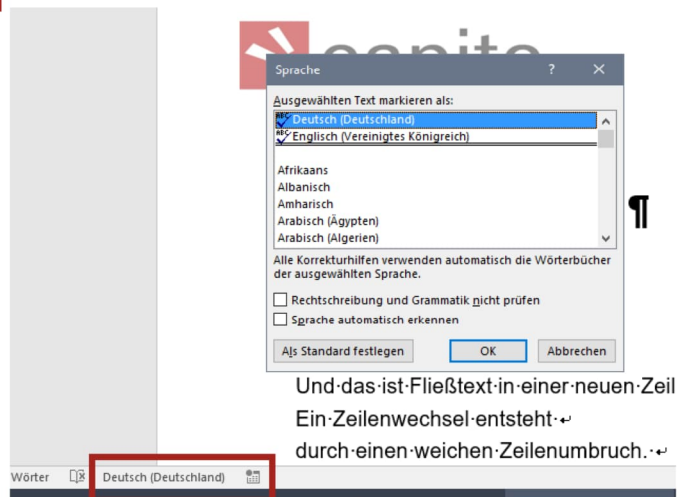 Sprache
Ausgewählten Text markieren als:
Deutsch (Deutschland)
Englisch (Vereinigtes Königreich)
Afrikaans
Albanisch
Amharisch
Arabisch (Ägypten)
Arabisch (Algerien)
¶
Alle Korrekturhilfen verwenden automatisch die Wörterbücher
der ausgewählten Sprache.
Rechtschreibung und Grammatik nicht prüfen
Sprache automatisch erkennen
Als Standard festlegen OK Abbrechen
Und·das·ist·Fließtext·in·einer·neuen·Zeil
Ein·Zeilenwechsel·entsteht·↵
durch·einen·weichen·Zeilenumbruch.·↵
Wörter Deutsch (Deutschland)